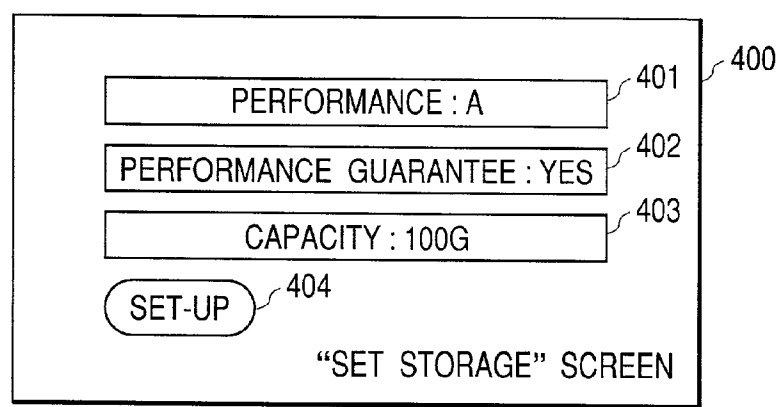 400
401
PERFORMANCE : A
402
PERFORMANCE GUARANTEE : YES
403
CAPACITY : 100G
404
SET-UP
“SET STORAGE” SCREEN